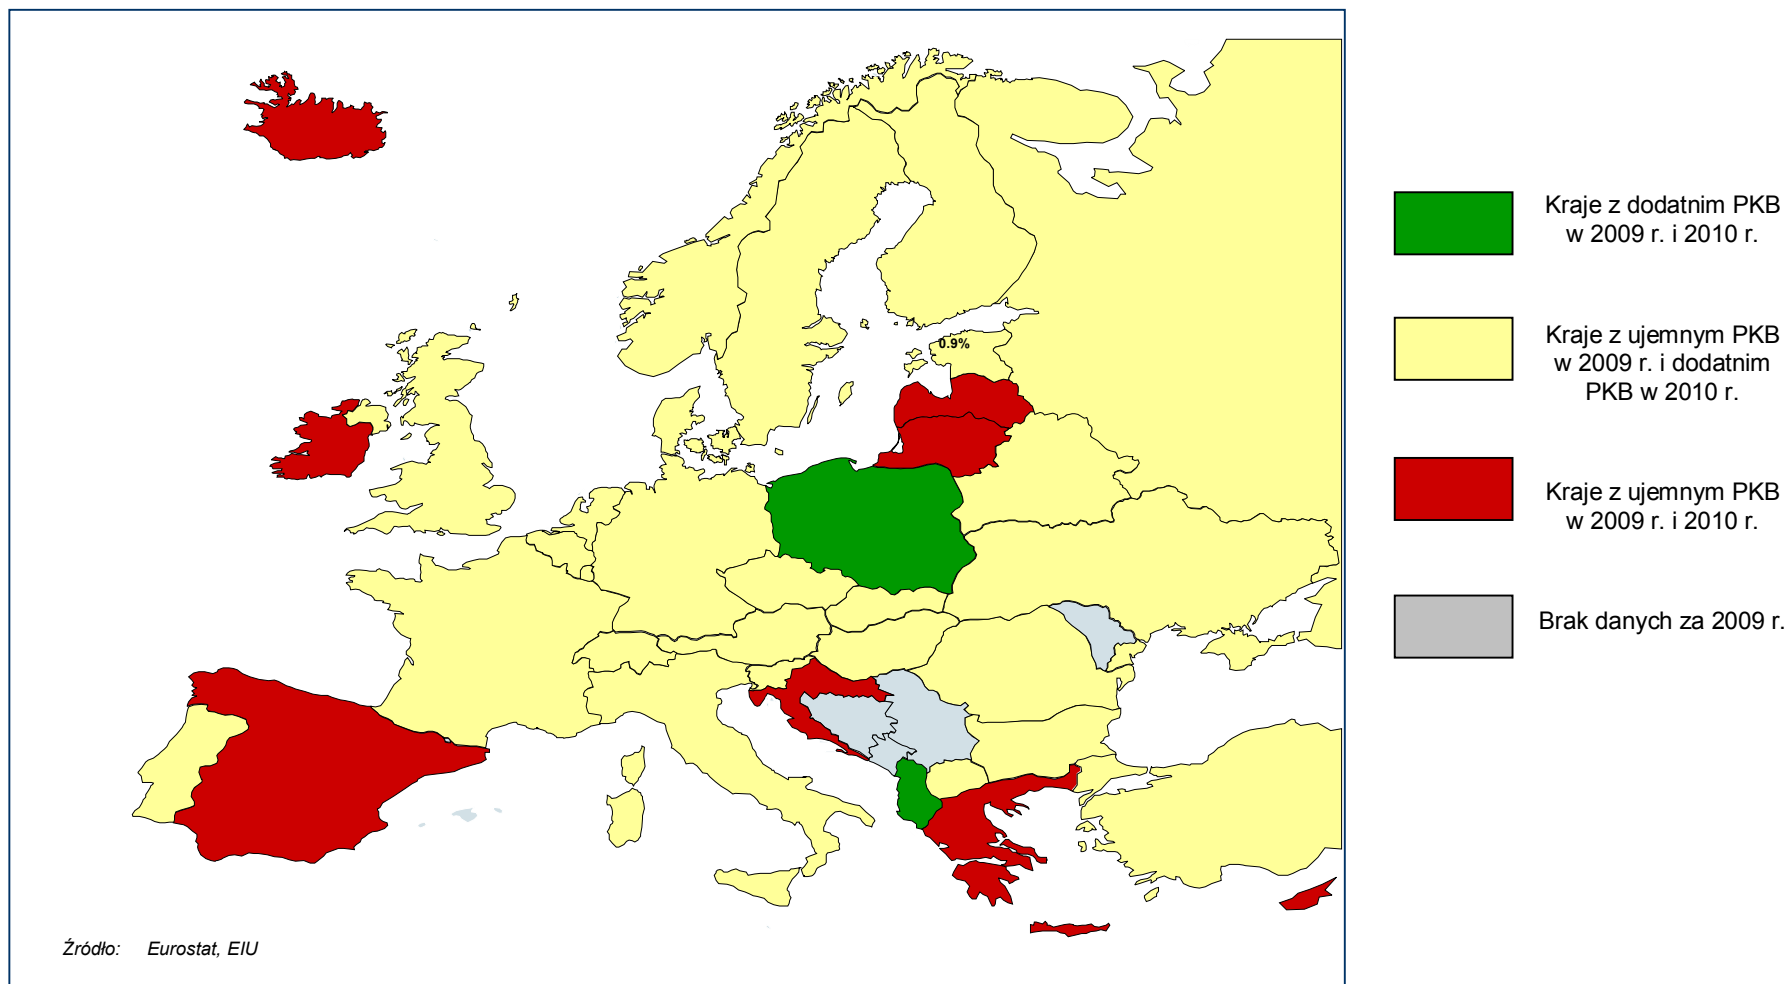 0.9%
Kraje z dodatnim PKB
w 2009 r. i 2010 r.
Kraje z ujemnym PKB
w 2009 r. i dodatnim
PKB w 2010 r.
Kraje z ujemnym PKB
w 2009 r. i 2010 r.
Brak danych za 2009 r.
Źródło: Eurostat, EIU